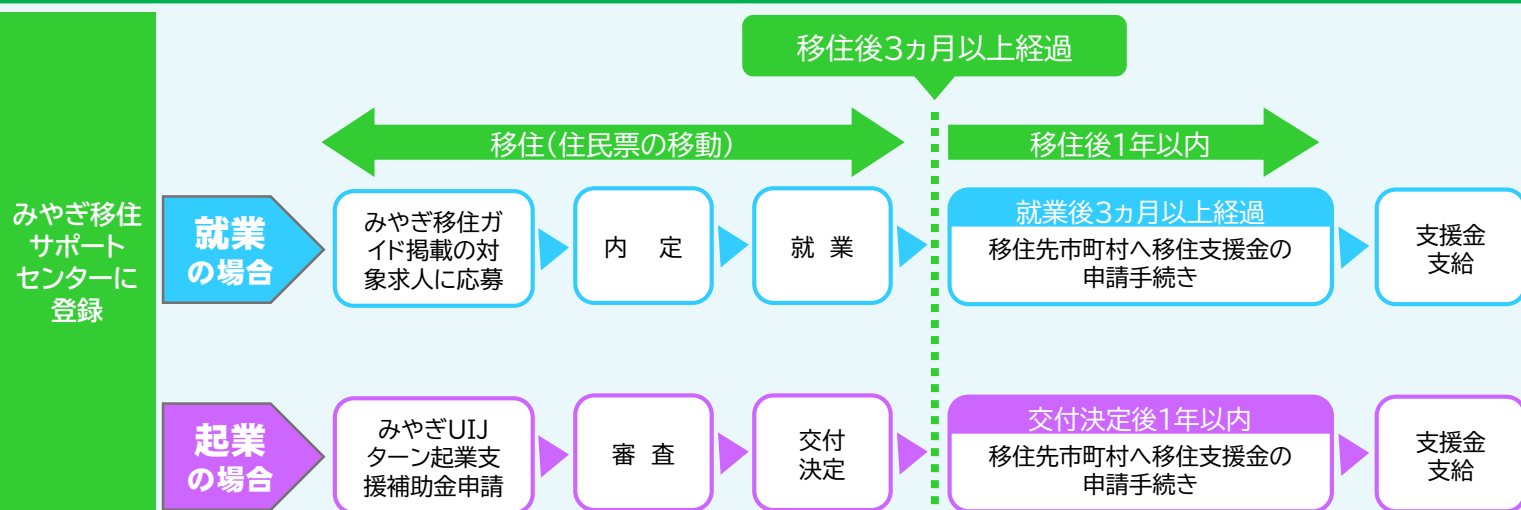 移住後3ヵ月以上経過
移住(住民票の移動)
移住後1年以内
みやぎ移住
サポート
センターに
登録
就業
の場合
みやぎ移住ガ
イド掲載の対
象求人に応募
内 定
就 業
就業後3ヵ月以上経過
移住先市町村へ移住支援金の
申請手続き
支援金
支給
起業
の場合
みやぎUIJ
ターン起業支
援補助金申請
審 査
交付
決定
交付決定後1年以内
移住先市町村へ移住支援金の
申請手続き
支援金
支給